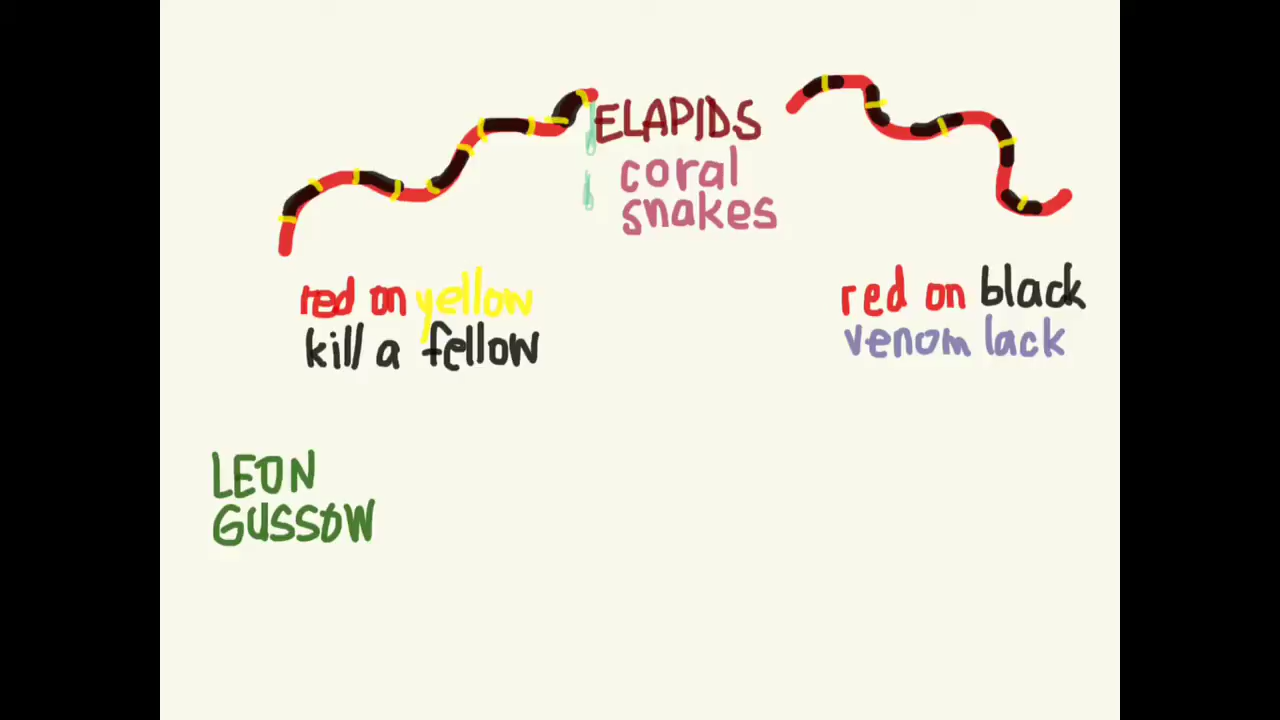 ELAPIDS
coral
snakes
red on yellow
kill a fellow
red on black
venom lack
LEON
GUSSOW